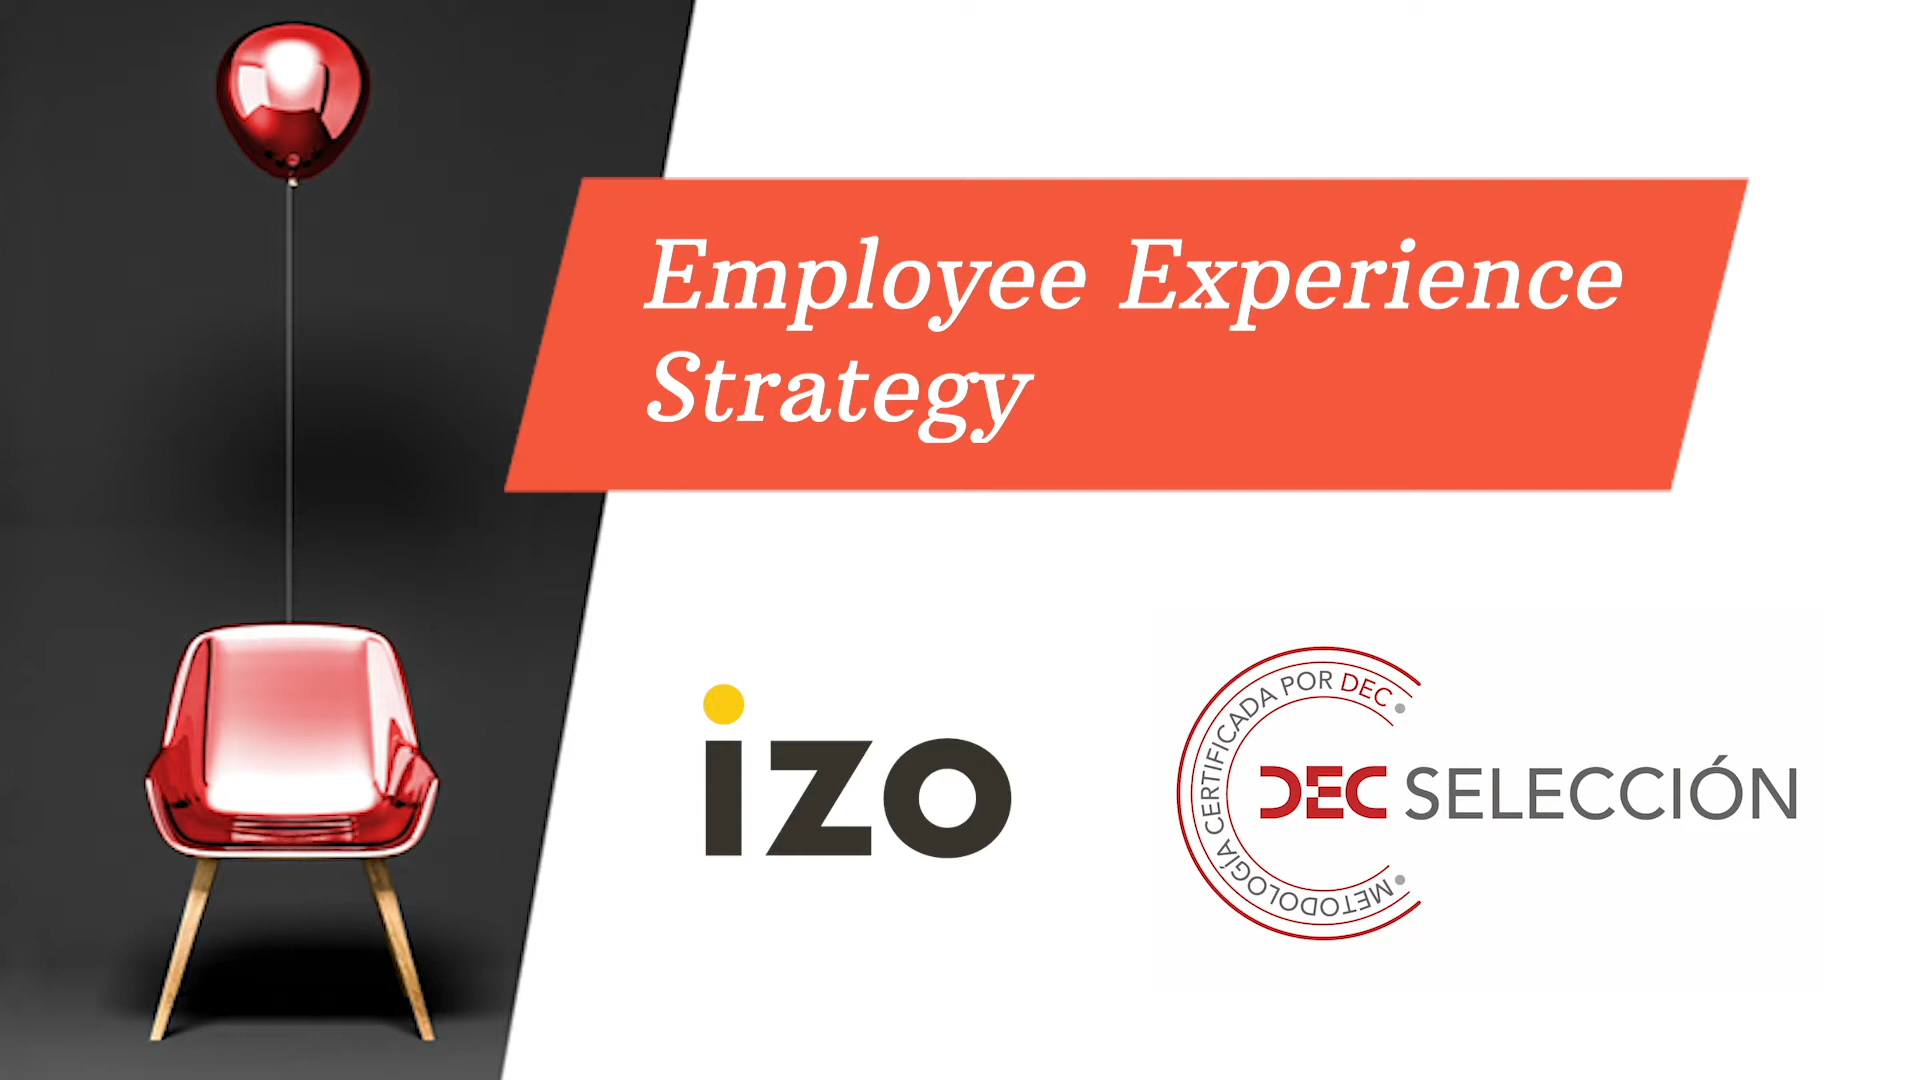 Employee Experience
Strategy
izo
METODOLOGÍA CERTIFICADA POR DEC
DEC SELECCIÓN